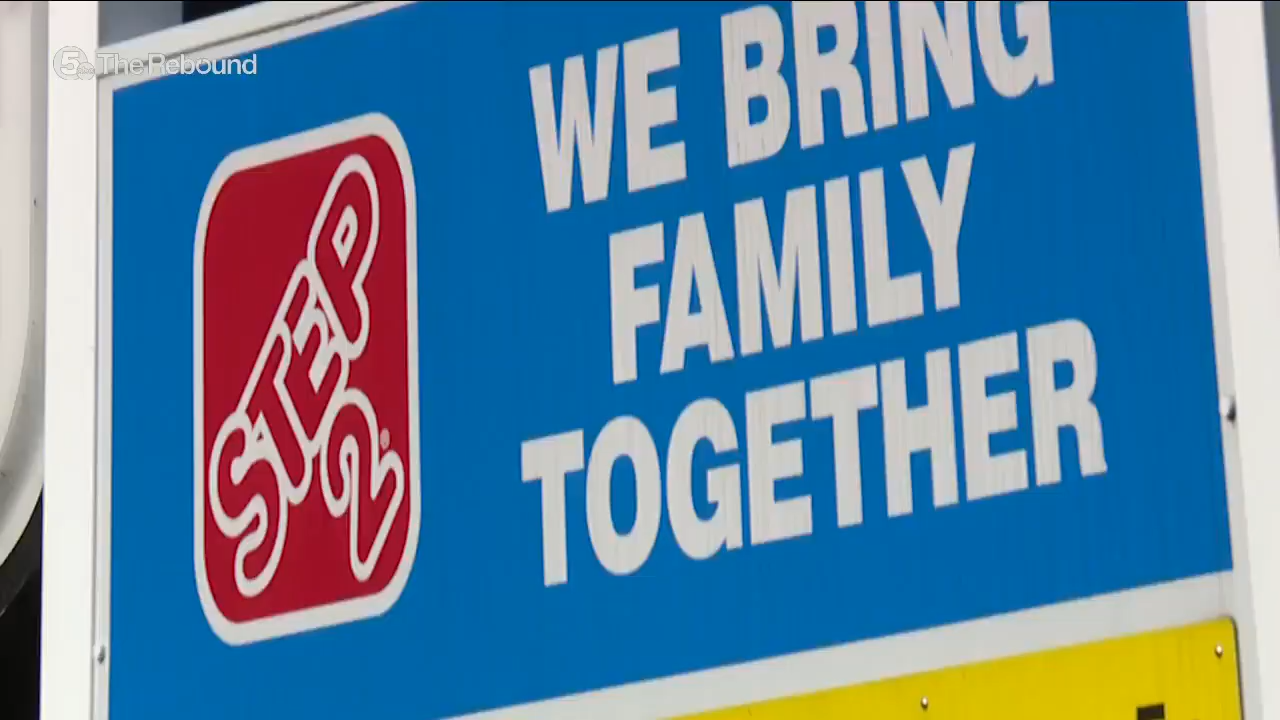 5 The Rebound
STEP
2®
WE BRING
FAMILY
TOGETHER